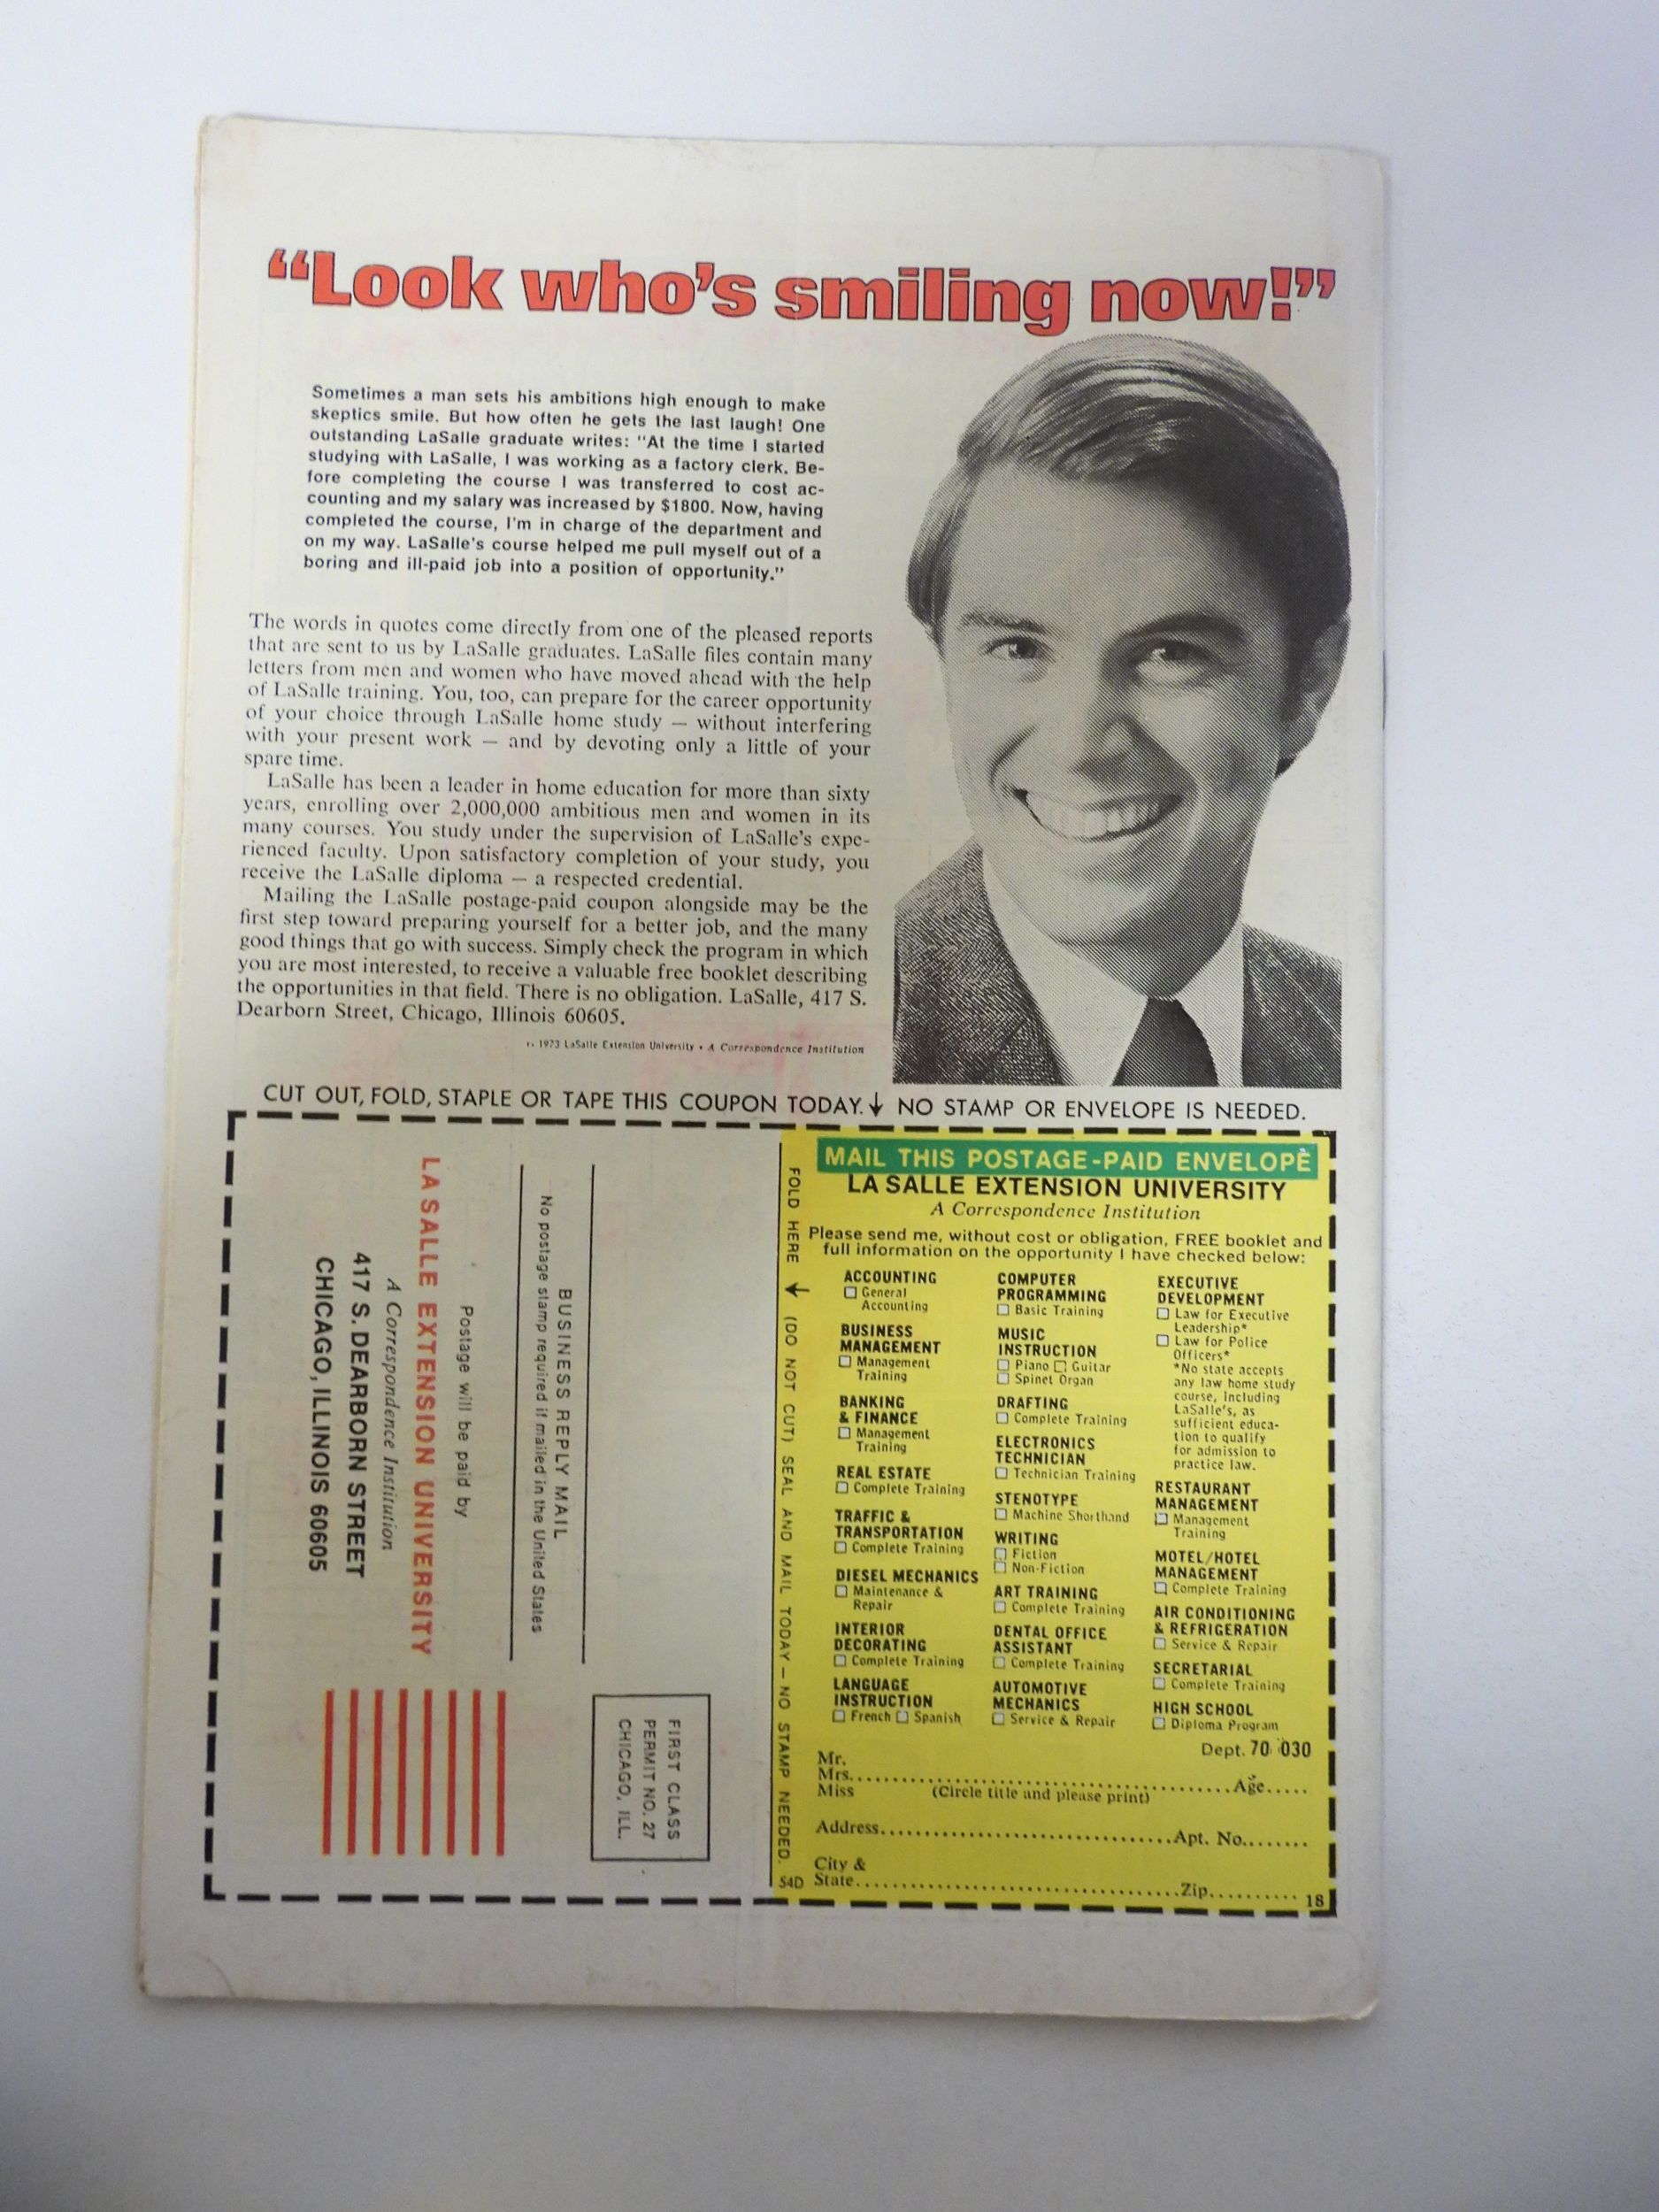 “Look who’s smiling now!”
Sometimes a man sets his ambitions high enough to make
skeptics smile. But how often he gets the last laugh! One
outstanding LaSalle graduate writes: “At the time I started
studying with LaSalle, I was working as a factory clerk. Be-
fore completing the course I was transferred to cost ac-
counting and my salary was increased by $1800. Now, having
completed the course, I’m in charge of the department and
on my way. LaSalle’s course helped me pull myself out of a
boring and ill-paid job into a position of opportunity.”
The words in quotes come directly from one of the pleased reports
that are sent to us by LaSalle graduates. LaSalle files contain many
letters from men and women who have moved ahead with the help
of LaSalle training. You, too, can prepare for the career opportunity
of your choice through LaSalle home study — without interfering
with your present work — and by devoting only a little of your
spare time.
LaSalle has been a leader in home education for more than sixty
years, enrolling over 2,000,000 ambitious men and women in its
many courses. You study under the supervision of LaSalle’s expe-
rienced faculty. Upon satisfactory completion of your study, you
receive the LaSalle diploma — a respected credential.
Mailing the LaSalle postage-paid coupon alongside may be the
first step toward preparing yourself for a better job, and the many
good things that go with success. Simply check the program in which
you are most interested, to receive a valuable free booklet describing
the opportunities in that field. There is no obligation. LaSalle, 417 S.
Dearborn Street, Chicago, Illinois 60605.
1973 LaSalle Extension University • A Correspondence Institution
CUT OUT, FOLD, STAPLE OR TAPE THIS COUPON TODAY. ↓ NO STAMP OR ENVELOPE IS NEEDED.
FIRST CLASS
PERMIT NO. 27
CHICAGO, ILL.
BUSINESS REPLY MAIL
No postage stamp required if mailed in the United States
Postage will be paid by
LA SALLE EXTENSION UNIVERSITY
A Correspondence Institution
417 S. DEARBORN STREET
CHICAGO, ILLINOIS 60605
FOLD HERE ↓ (DO NOT CUT) SEAL AND MAIL TODAY — NO STAMP NEEDED.
S4D
MAIL THIS POSTAGE-PAID ENVELOPE
LA SALLE EXTENSION UNIVERSITY
A Correspondence Institution
Please send me, without cost or obligation, FREE booklet and
full information on the opportunity I have checked below:
ACCOUNTING
☐ General
Accounting
BUSINESS
MANAGEMENT
☐ Management
Training
BANKING
& FINANCE
☐ Management
Training
REAL ESTATE
☐ Complete Training
TRAFFIC &
TRANSPORTATION
☐ Complete Training
DIESEL MECHANICS
☐ Maintenance &
Repair
INTERIOR
DECORATING
☐ Complete Training
LANGUAGE
INSTRUCTION
☐ French ☐ Spanish
COMPUTER
PROGRAMMING
☐ Basic Training
MUSIC
INSTRUCTION
☐ Piano ☐ Guitar
☐ Spinet Organ
DRAFTING
☐ Complete Training
ELECTRONICS
TECHNICIAN
☐ Technician Training
STENOTYPE
☐ Machine Shorthand
WRITING
☐ Fiction
☐ Non-Fiction
ART TRAINING
☐ Complete Training
DENTAL OFFICE
ASSISTANT
☐ Complete Training
AUTOMOTIVE
MECHANICS
☐ Service & Repair
EXECUTIVE
DEVELOPMENT
☐ Law for Executive
Leadership*
☐ Law for Police
Officers*
*No state accepts
any law home study
course, including
LaSalle’s, as
sufficient educa-
tion to qualify
for admission to
practice law.
RESTAURANT
MANAGEMENT
☐ Management
Training
MOTEL/HOTEL
MANAGEMENT
☐ Complete Training
AIR CONDITIONING
& REFRIGERATION
☐ Service & Repair
SECRETARIAL
☐ Complete Training
HIGH SCHOOL
☐ Diploma Program
Dept. 70 030
Mr.
Mrs. Age
Miss (Circle title and please print)
Address Apt. No.
City &
State Zip
18